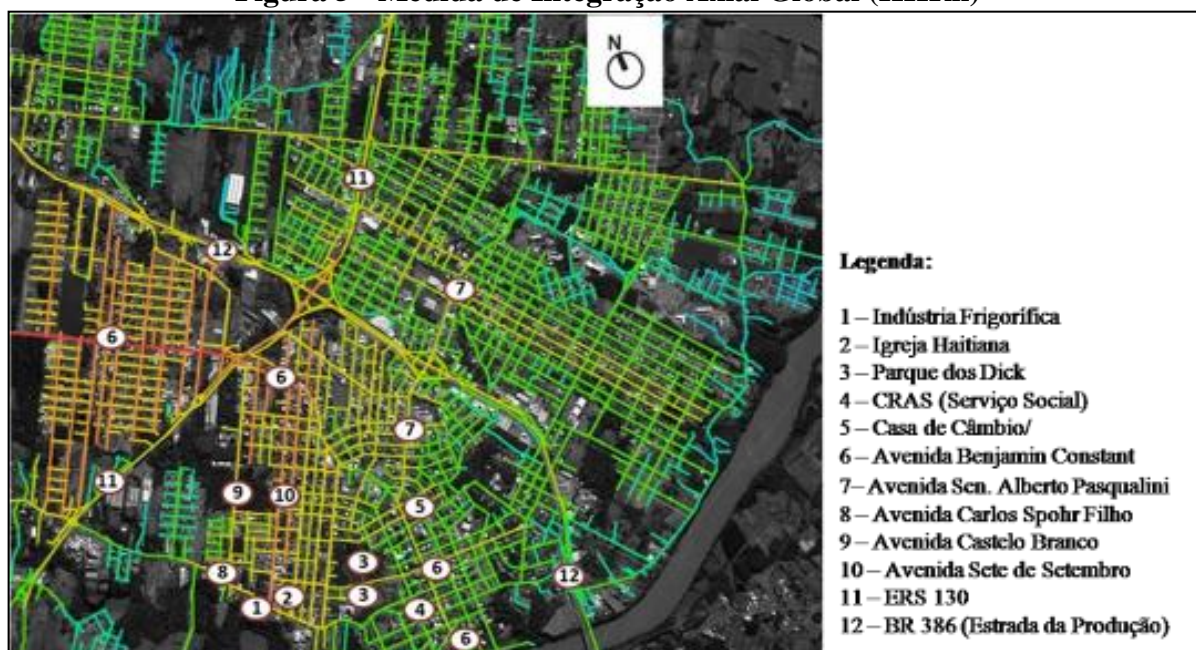 Figura 3 - Medida de Integração Axial Global (HHRn)
N
11
12
7
6
6
7
11
9
10
5
3
6
12
8
1
2
3
4
6
Legenda:
1 – Indústria Frigorífica
2 – Igreja Haitiana
3 – Parque dos Dick
4 – CRAS (Serviço Social)
5 – Casa de Câmbio/
6 – Avenida Benjamin Constant
7 – Avenida Sen. Alberto Pasqualini
8 – Avenida Carlos Spohr Filho
9 – Avenida Castelo Branco
10 – Avenida Sete de Setembro
11 – ERS 130
12 – BR 386 (Estrada da Produção)